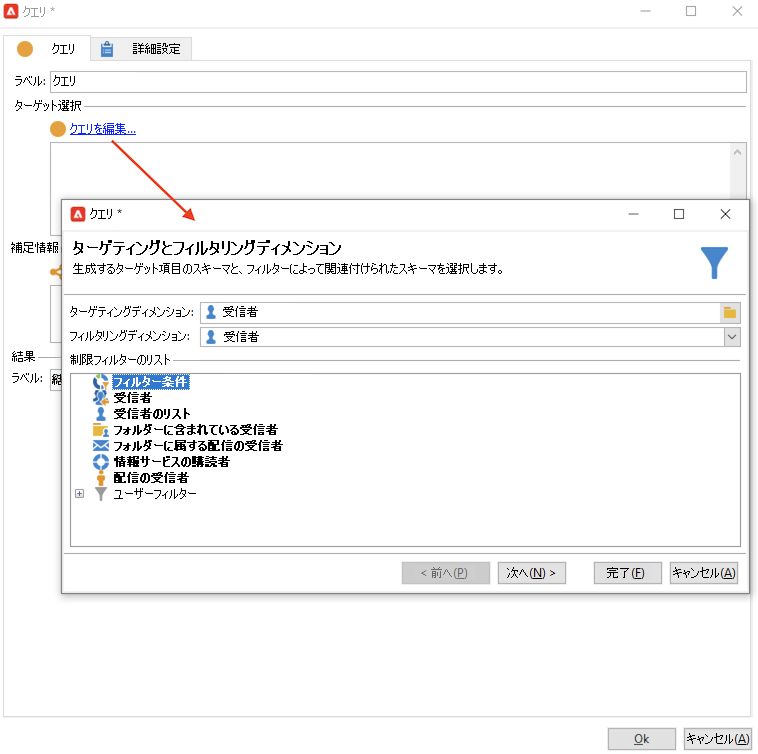 クエリ *
クエリ
詳細設定
ラベル: クエリ
ターゲット選択
クエリを編集...
補足情報
結果
ラベル:
クエリ *
ターゲティングとフィルタリングディメンション
生成するターゲット項目のスキーマと、フィルターによって関連付けられたスキーマを選択します。
ターゲティングディメンション: 受信者
フィルタリングディメンション: 受信者
制限フィルターのリスト
フィルター条件
受信者
受信者のリスト
フォルダーに含まれている受信者
フォルダーに属する配信の受信者
情報サービスの購読者
配信の受信者
ユーザーフィルター
< 前へ(P)
次へ(N) >
完了(F)
キャンセル(A)
Ok
キャンセル(A)